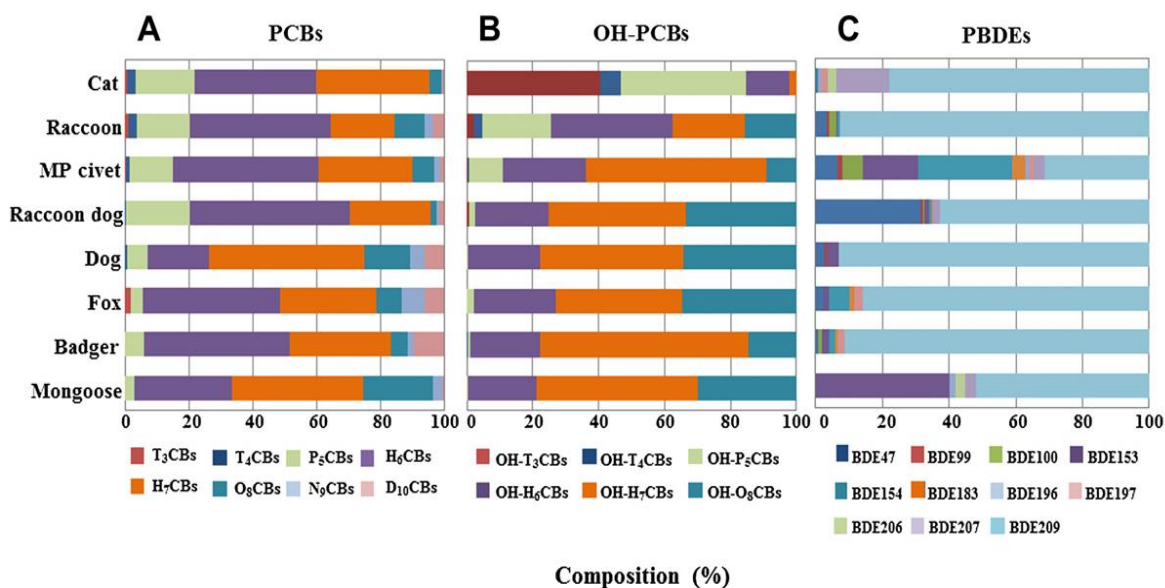 A PCBs
B OH-PCBs
C PBDEs
Cat
Raccoon
MP civet
Raccoon dog
Dog
Fox
Badger
Mongoose
0 20 40 60 80 100
0 20 40 60 80 100
0 20 40 60 80 100
T3CBs T4CBs P5CBs H6CBs
H7CBs O8CBs N9CBs D10CBs
OH-T3CBs OH-T4CBs OH-P5CBs
OH-H6CBs OH-H7CBs OH-O8CBs
BDE47 BDE99 BDE100 BDE153
BDE154 BDE183 BDE196 BDE197
BDE206 BDE207 BDE209
Composition (%)